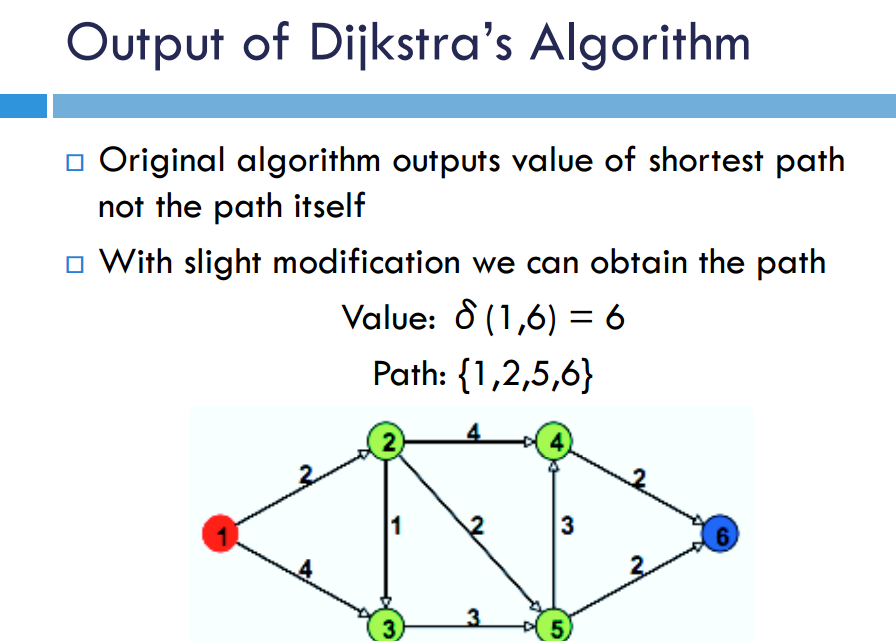 Output of Dijkstra's Algorithm
Original algorithm outputs value of shortest path
not the path itself
With slight modification we can obtain the path
Value: δ (1,6) = 6
Path: {1,2,5,6}
2 4 4
2 2
1 1 2 3 6
4 2
3 3 5